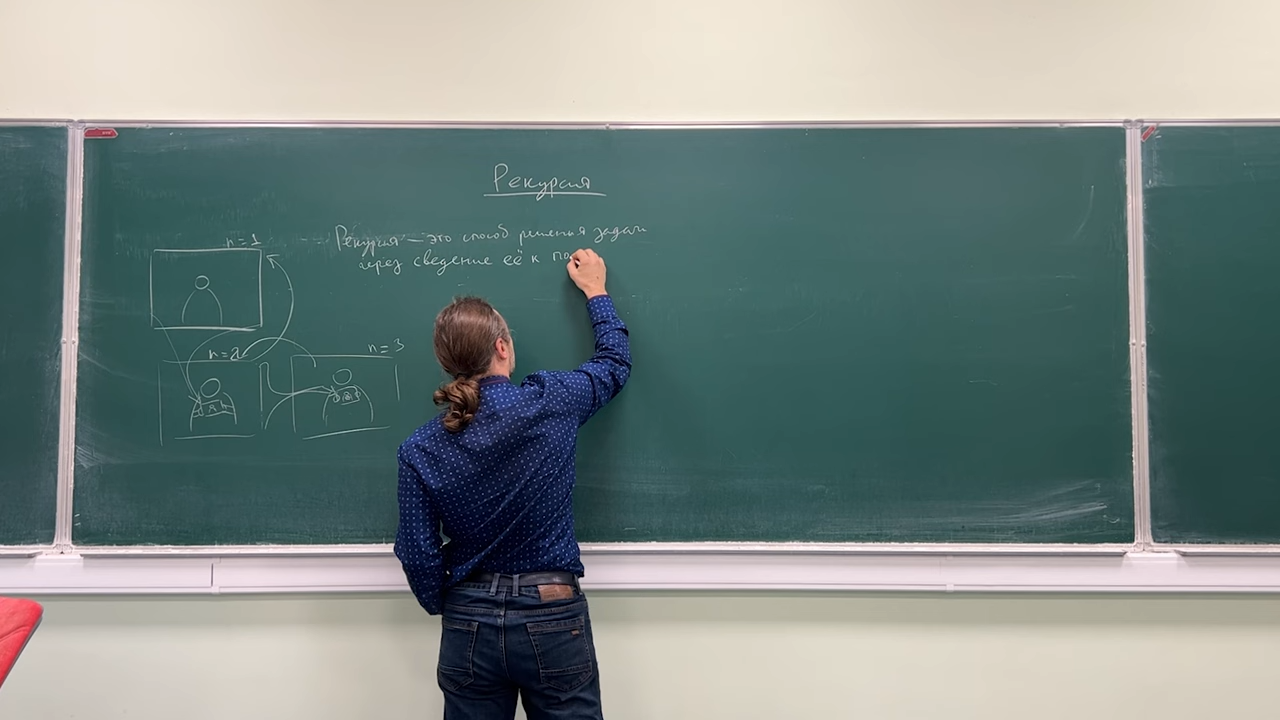 Рекурсия
Рекурсия — это способ решения задачи
через сведение её к по
n=1
n=2
n=3